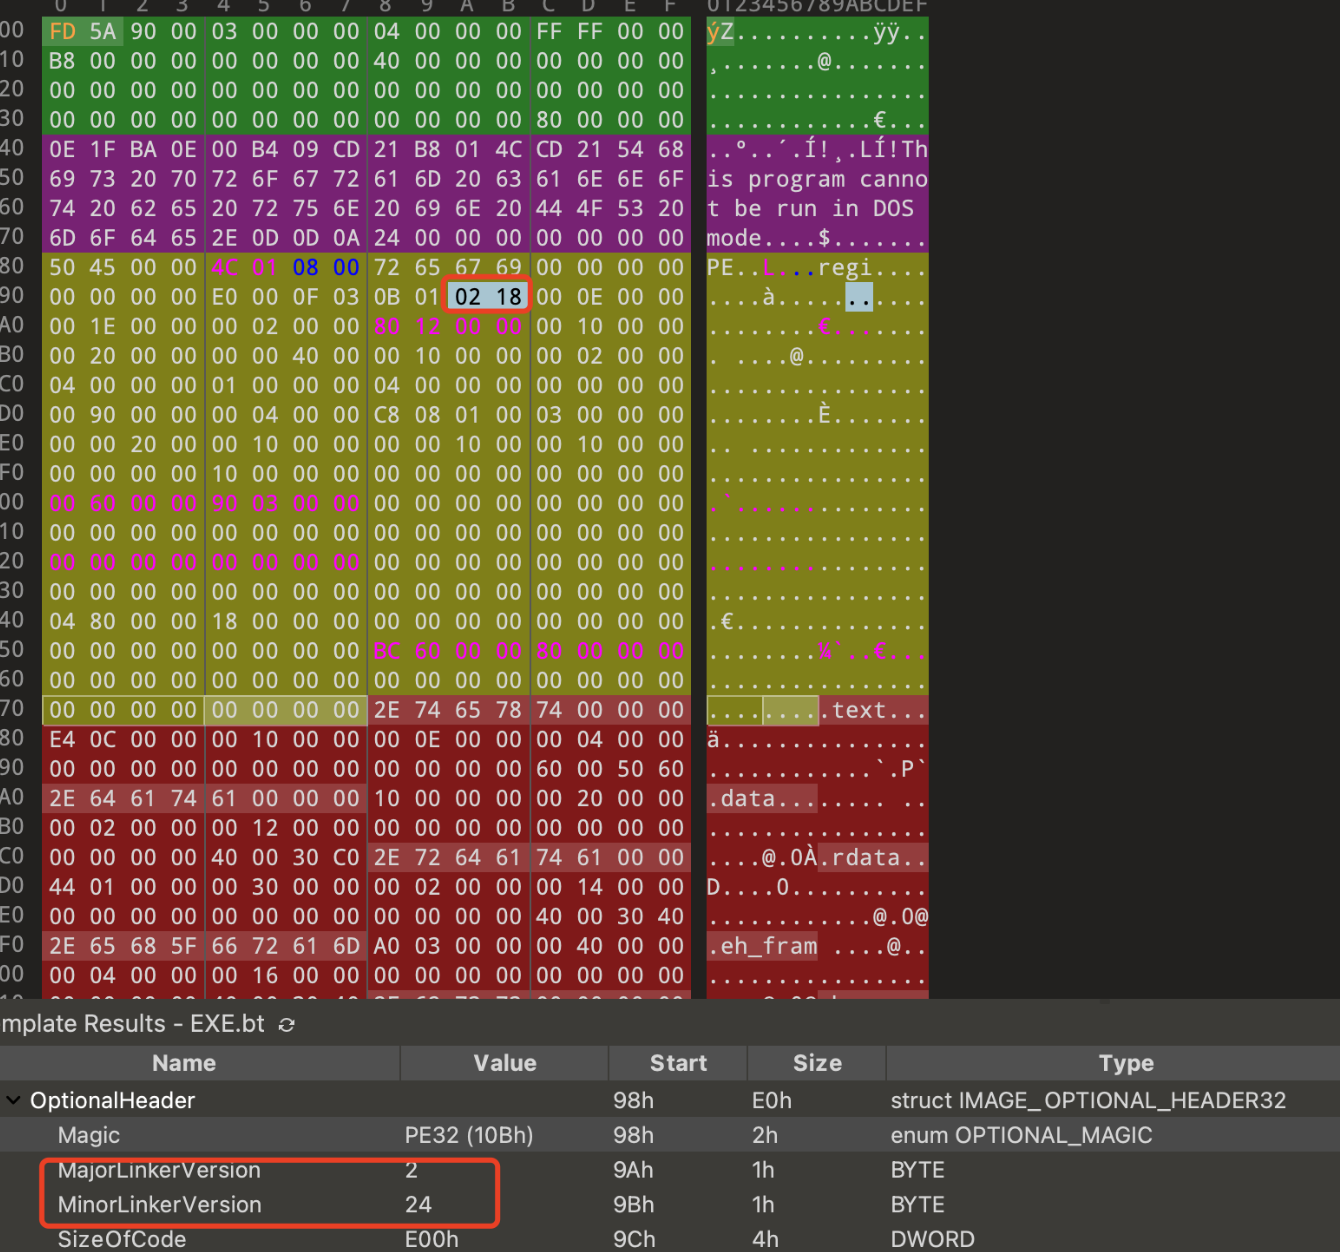 0 1 2 3 4 5 6 7 8 9 A B C D E F 0123456789ABCDEF
00 FD 5A 90 00 03 00 00 00 04 00 00 00 FF FF 00 00 ýZ..........ÿÿ..
10 B8 00 00 00 00 00 00 00 40 00 00 00 00 00 00 00 ¸.......@.......
20 00 00 00 00 00 00 00 00 00 00 00 00 00 00 00 00 ................
30 00 00 00 00 00 00 00 00 00 00 00 00 80 00 00 00 ............€...
40 0E 1F BA 0E 00 B4 09 CD 21 B8 01 4C CD 21 54 68 ..º..´.Í!¸.LÍ!Th
50 69 73 20 70 72 6F 67 72 61 6D 20 63 61 6E 6E 6F is program canno
60 74 20 62 65 20 72 75 6E 20 69 6E 20 44 4F 53 20 t be run in DOS
70 6D 6F 64 65 2E 0D 0D 0A 24 00 00 00 00 00 00 00 mode....$.......
80 50 45 00 00 4C 01 08 00 72 65 67 69 00 00 00 00 PE..L...regi....
90 00 00 00 00 E0 00 0F 03 0B 01 02 18 00 0E 00 00 ....à...........
A0 00 1E 00 00 00 02 00 00 80 12 00 00 00 10 00 00 ........€.......
B0 00 20 00 00 00 00 40 00 00 10 00 00 00 02 00 00 . ....@.........
C0 04 00 00 00 01 00 00 00 04 00 00 00 00 00 00 00 ................
D0 00 90 00 00 00 04 00 00 C8 08 01 00 03 00 00 00 ........È.......
E0 00 00 20 00 00 10 00 00 00 00 10 00 00 10 00 00 .. .............
F0 00 00 00 00 10 00 00 00 00 00 00 00 00 00 00 00 ................
00 00 60 00 00 90 03 00 00 00 00 00 00 00 00 00 00 .`..............
10 00 00 00 00 00 00 00 00 00 00 00 00 00 00 00 00 ................
20 00 00 00 00 00 00 00 00 00 00 00 00 00 00 00 00 ................
30 00 00 00 00 00 00 00 00 00 00 00 00 00 00 00 00 ................
40 04 80 00 00 18 00 00 00 00 00 00 00 00 00 00 00 .€..............
50 00 00 00 00 00 00 00 00 BC 60 00 00 80 00 00 00 ........¼`..€...
60 00 00 00 00 00 00 00 00 00 00 00 00 00 00 00 00 ................
70 00 00 00 00 00 00 00 00 2E 74 65 78 74 00 00 00 .........text...
80 E4 0C 00 00 00 10 00 00 00 0E 00 00 00 04 00 00 ä...............
90 00 00 00 00 00 00 00 00 00 00 00 00 60 00 50 60 ............`.P`
A0 2E 64 61 74 61 00 00 00 10 00 00 00 00 20 00 00 .data........ ..
B0 00 02 00 00 00 12 00 00 00 00 00 00 00 00 00 00 ................
C0 00 00 00 00 40 00 30 C0 2E 72 64 61 74 61 00 00 ....@.0À.rdata..
D0 44 01 00 00 00 30 00 00 00 02 00 00 00 14 00 00 D....0..........
E0 00 00 00 00 00 00 00 00 00 00 00 00 40 00 30 40 ............@.0@
F0 2E 65 68 5F 66 72 61 6D A0 03 00 00 00 40 00 00 .eh_fram ....@..
00 00 04 00 00 00 16 00 00 00 00 00 00 00 00 00 00 ................
mplate Results - EXE.bt
Name Value Start Size Type
OptionalHeader 98h E0h struct IMAGE_OPTIONAL_HEADER32
Magic PE32 (10Bh) 98h 2h enum OPTIONAL_MAGIC
MajorLinkerVersion 2 9Ah 1h BYTE
MinorLinkerVersion 24 9Bh 1h BYTE
SizeOfCode E00h 9Ch 4h DWORD